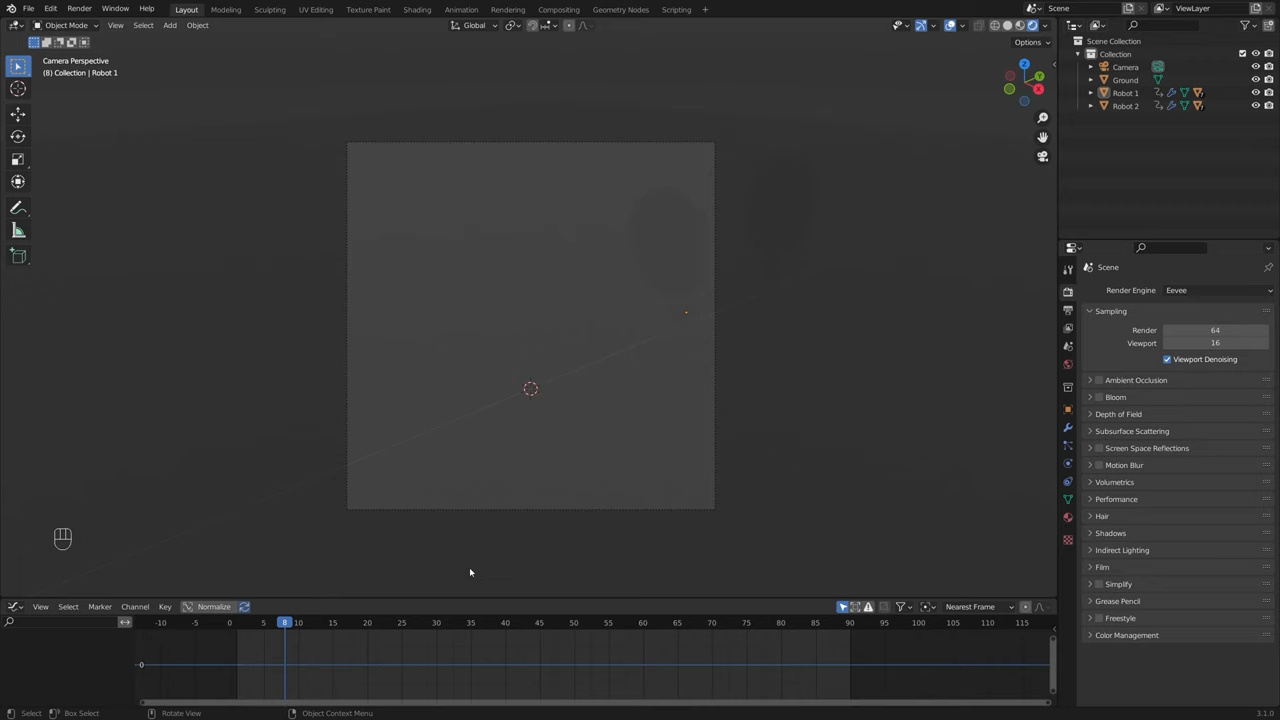 File Edit Render Window Help Layout Modeling Sculpting UV Editing Texture Paint Shading Animation Rendering Compositing Geometry Nodes Scripting + Scene ViewLayer
Object Mode View Select Add Object Global
Options
Camera Perspective
(8) Collection | Robot 1
Z
Y
X
Scene Collection
Collection
Camera
Ground
Robot 1
Robot 2
Scene
Render Engine Eevee
Sampling
Render 64
Viewport 16
Viewport Denoising
Ambient Occlusion
Bloom
Depth of Field
Subsurface Scattering
Screen Space Reflections
Motion Blur
Volumetrics
Performance
Hair
Shadows
Indirect Lighting
Film
Simplify
Grease Pencil
Freestyle
Color Management
View Select Marker Channel Key Normalize Nearest Frame
-10 -5 0 5 8 10 15 20 25 30 35 40 45 50 55 60 65 70 75 80 85 90 95 100 105 110 115
0
Select Box Select Rotate View Object Context Menu 3.1.0